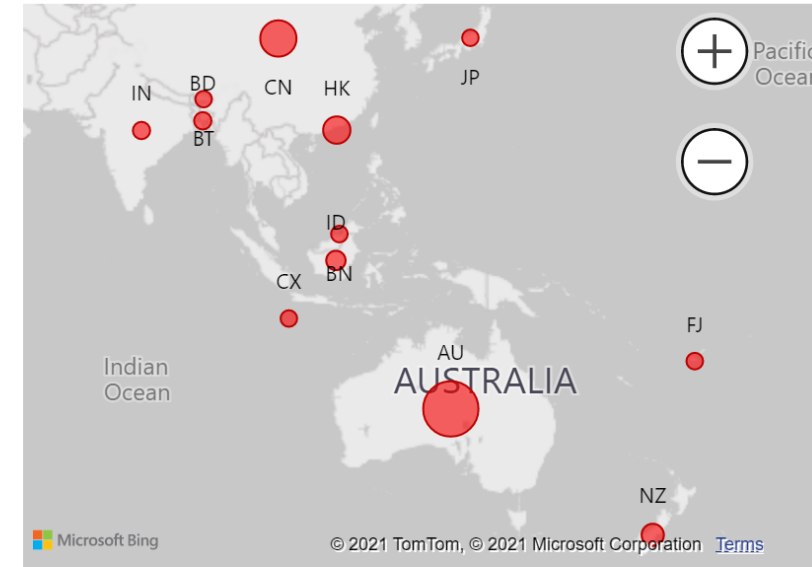 Pacific
Ocean
JP
CN
HK
BD
IN
BT
ID
BN
CX
FJ
AU
AUSTRALIA
Indian
Ocean
NZ
Microsoft Bing
© 2021 TomTom, © 2021 Microsoft Corporation Terms